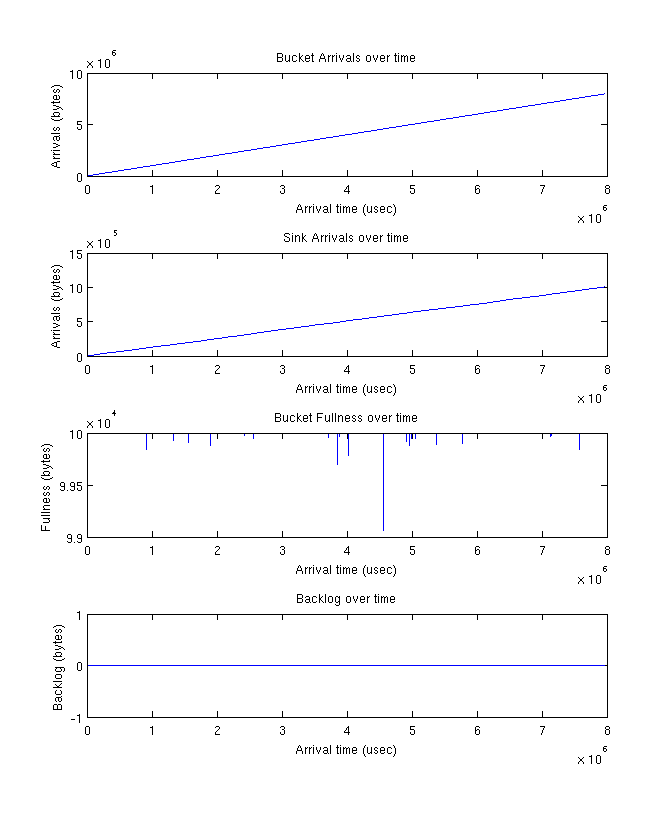 Bucket Arrivals over time
× 10^6
10
5
0
Arrivals (bytes)
0 1 2 3 4 5 6 7 8
Arrival time (usec)
× 10^6
Sink Arrivals over time
× 10^5
15
10
5
0
Arrivals (bytes)
0 1 2 3 4 5 6 7 8
Arrival time (usec)
× 10^6
Bucket Fullness over time
× 10^4
10
9.95
9.9
Fullness (bytes)
0 1 2 3 4 5 6 7 8
Arrival time (usec)
× 10^6
Backlog over time
1
0
-1
Backlog (bytes)
0 1 2 3 4 5 6 7 8
Arrival time (usec)
× 10^6